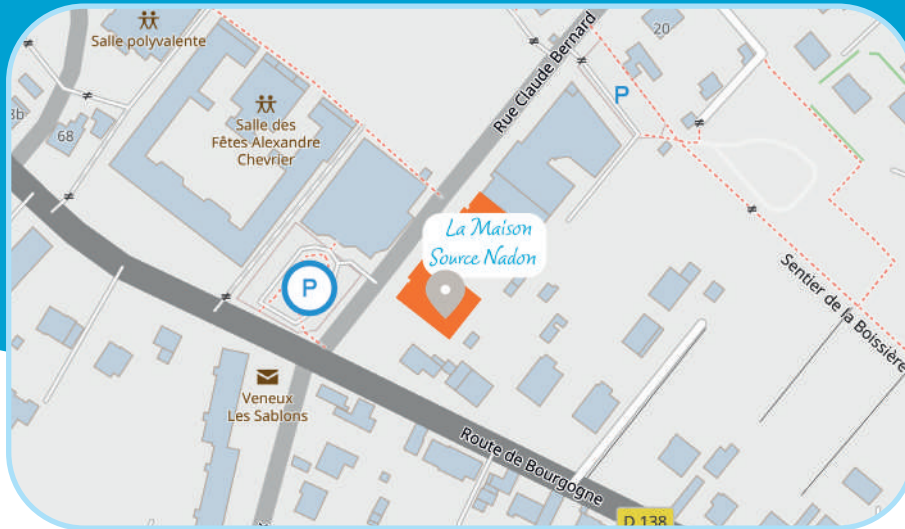 Salle polyvalente
20
Rue Claude Bernard
P
3b
68
Salle des
Fêtes Alexandre
Chevrier
La Maison
Source Nadon
P
Sentier de la Boissière
Veneux
Les Sablons
Route de Bourgogne
D 138